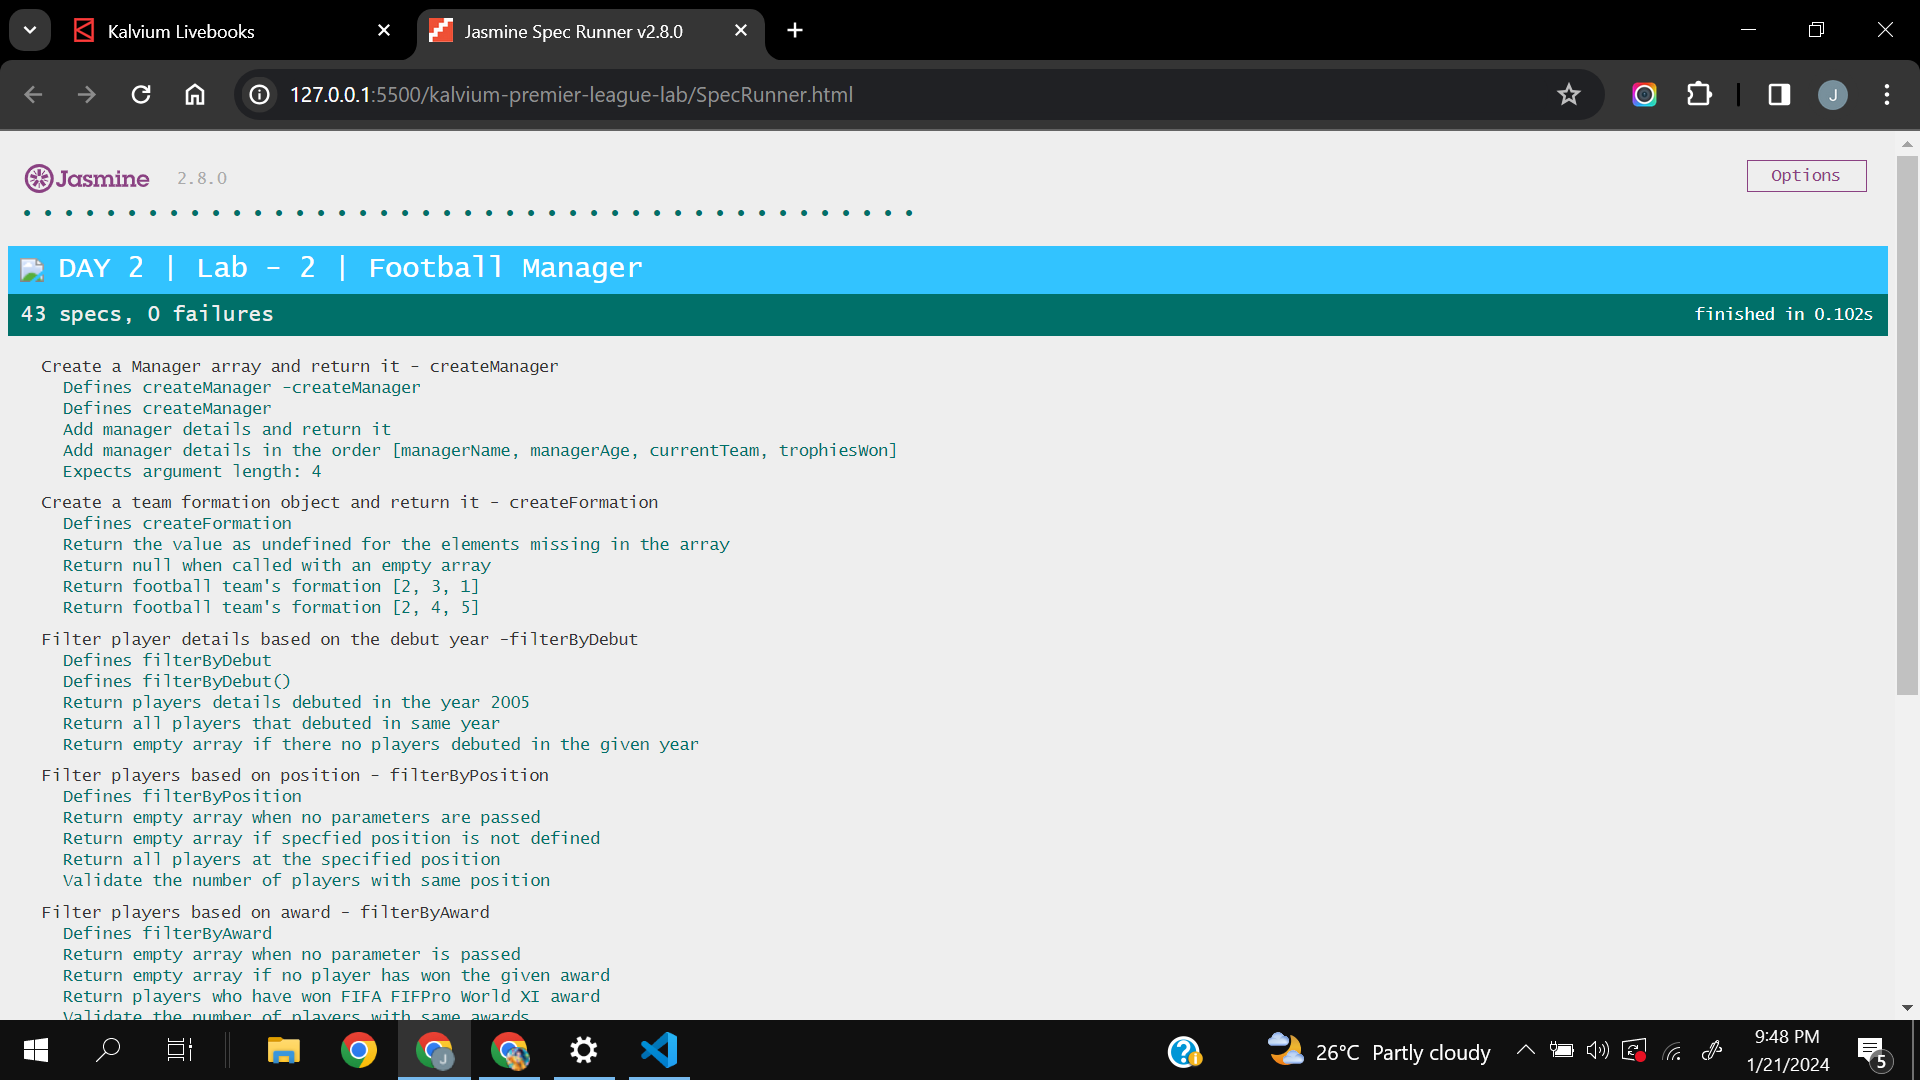 Kalvium Livebooks
Jasmine Spec Runner v2.8.0
127.0.0.1:5500/kalvium-premier-league-lab/SpecRunner.html
J
Jasmine 2.8.0
Options
DAY 2 | Lab - 2 | Football Manager
43 specs, 0 failures
finished in 0.102s
Create a Manager array and return it - createManager
Defines createManager -createManager
Defines createManager
Add manager details and return it
Add manager details in the order [managerName, managerAge, currentTeam, trophiesWon]
Expects argument length: 4
Create a team formation object and return it - createFormation
Defines createFormation
Return the value as undefined for the elements missing in the array
Return null when called with an empty array
Return football team's formation [2, 3, 1]
Return football team's formation [2, 4, 5]
Filter player details based on the debut year -filterByDebut
Defines filterByDebut
Defines filterByDebut()
Return players details debuted in the year 2005
Return all players that debuted in same year
Return empty array if there no players debuted in the given year
Filter players based on position - filterByPosition
Defines filterByPosition
Return empty array when no parameters are passed
Return empty array if specfied position is not defined
Return all players at the specified position
Validate the number of players with same position
Filter players based on award - filterByAward
Defines filterByAward
Return empty array when no parameter is passed
Return empty array if no player has won the given award
Return players who have won FIFA FIFPro World XI award
Validate the number of players with same awards
J
26°C Partly cloudy
9:48 PM
1/21/2024
5